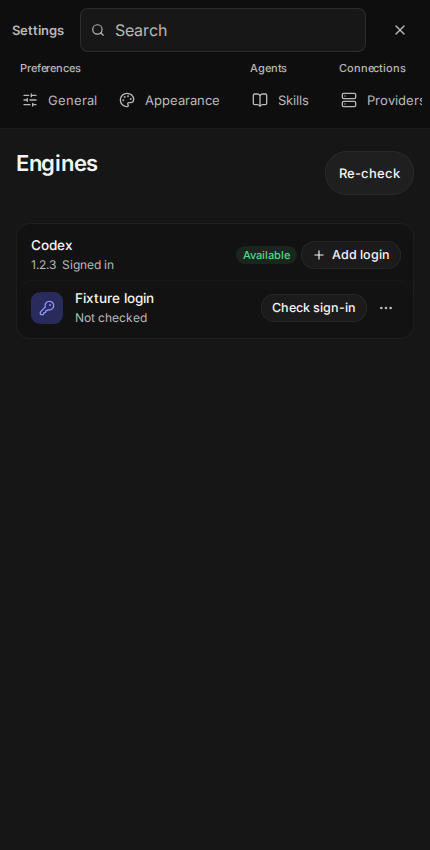 Settings
Search
Preferences
Agents
Connections
General
Appearance
Skills
Providers
Engines
Re-check
Codex
1.2.3 Signed in
Available
Add login
Fixture login
Not checked
Check sign-in